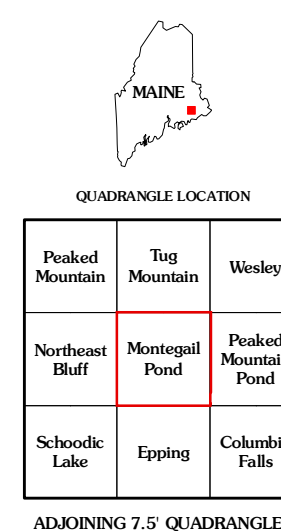 MAINE
QUADRANGLE LOCATION
Peaked
Mountain
Tug
Mountain
Wesley
Northeast
Bluff
Montegail
Pond
Peaked
Mountai
Pond
Schoodic
Lake
Epping
Columbi
Falls
ADJOINING 7.5' QUADRANGLE